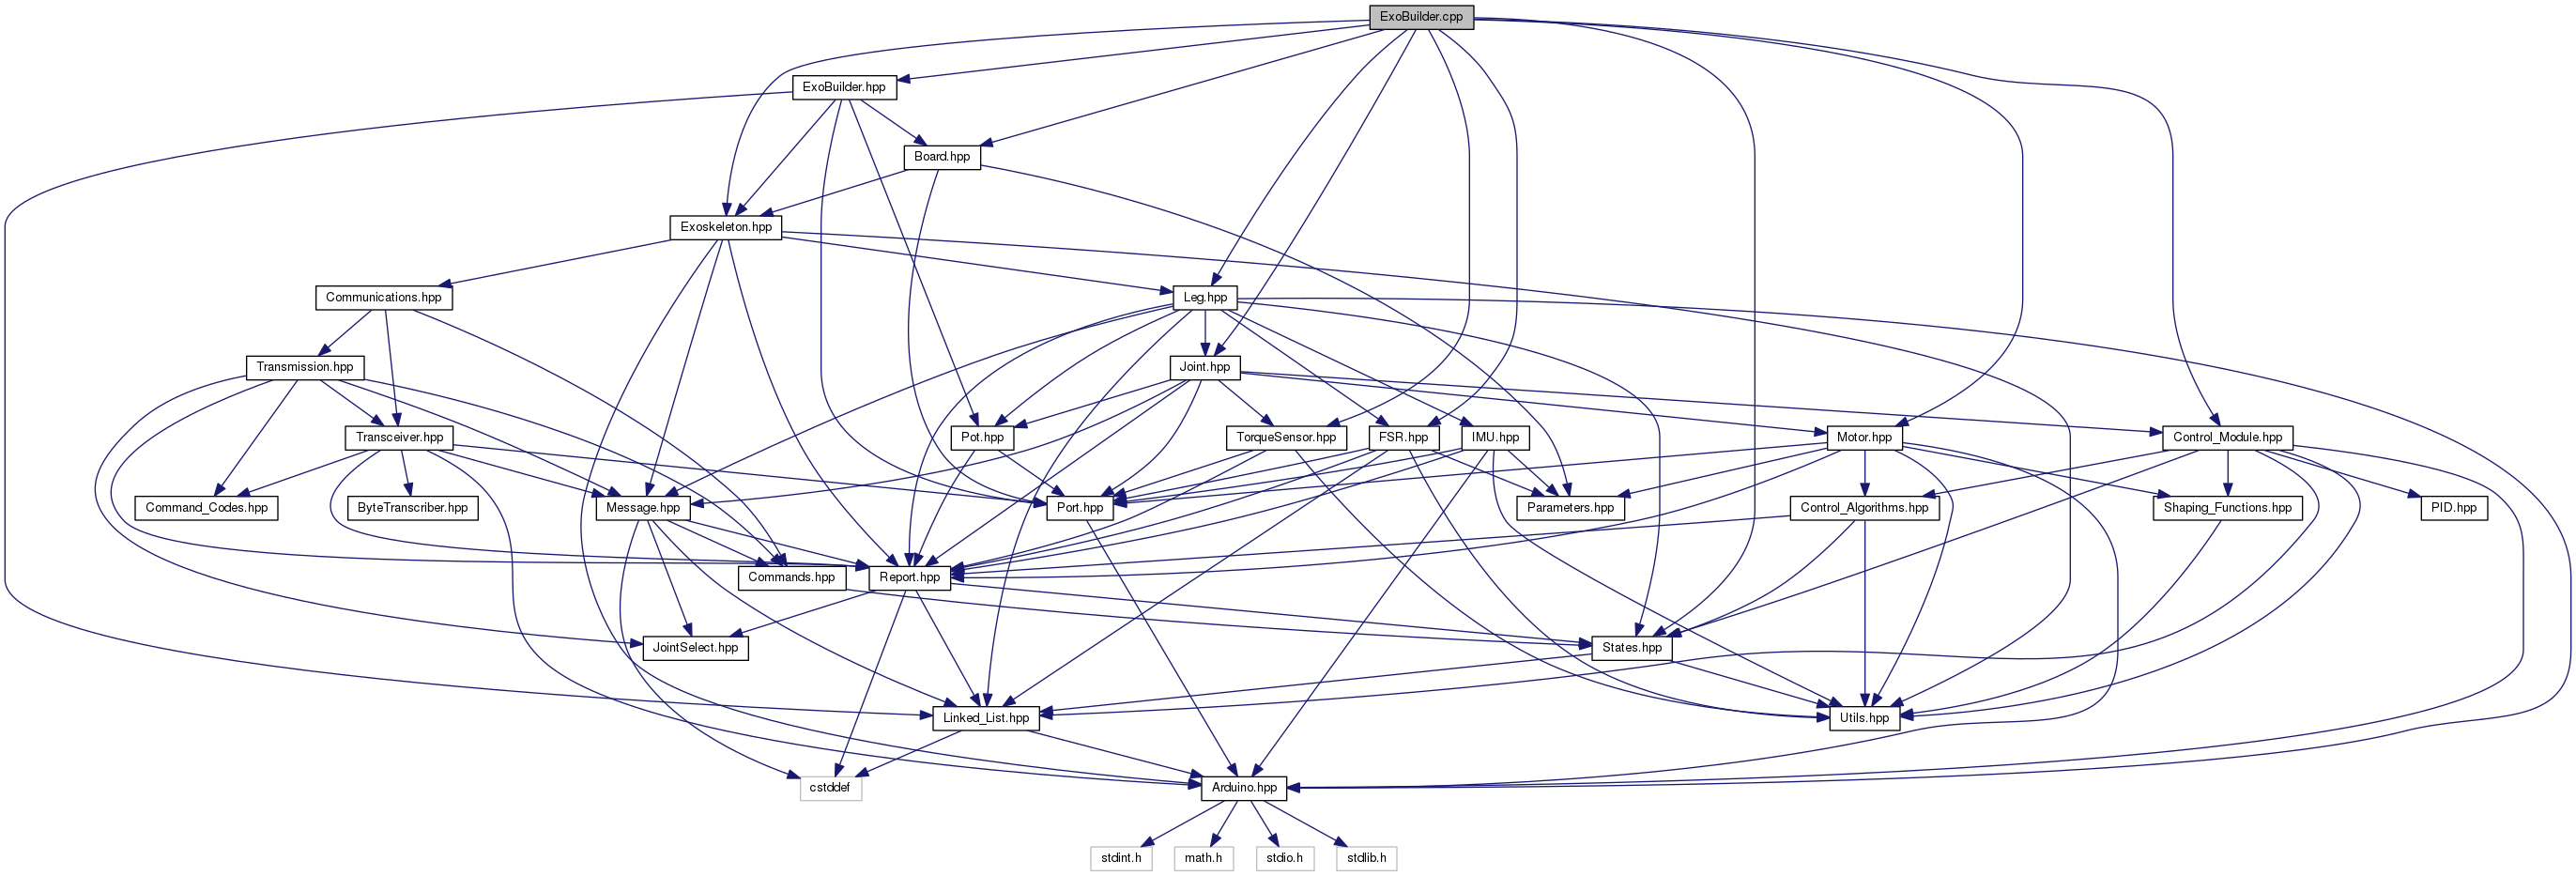 ExoBuilder.cpp
ExoBuilder.hpp
Board.hpp
Exoskeleton.hpp
Communications.hpp
Leg.hpp
Transmission.hpp
Joint.hpp
Transceiver.hpp
Pot.hpp
TorqueSensor.hpp
FSR.hpp
IMU.hpp
Motor.hpp
Control_Module.hpp
Command_Codes.hpp
ByteTranscriber.hpp
Message.hpp
Port.hpp
Parameters.hpp
Control_Algorithms.hpp
Shaping_Functions.hpp
PID.hpp
Commands.hpp
Report.hpp
JointSelect.hpp
States.hpp
Linked_List.hpp
Utils.hpp
cstddef
Arduino.hpp
stdint.h
math.h
stdio.h
stdlib.h